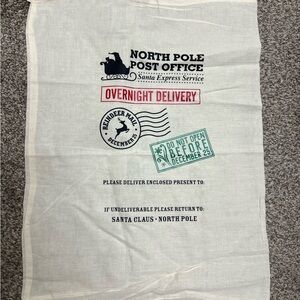 NORTH POLE
POST OFFICE
Santa Express Service
OVERNIGHT DELIVERY
REINDEER MAIL
DECEMBER 25
DO NOT OPEN
BEFORE
DECEMBER 25
PLEASE DELIVER ENCLOSED PRESENT TO:
IF UNDELIVERABLE PLEASE RETURN TO:
SANTA CLAUS · NORTH POLE